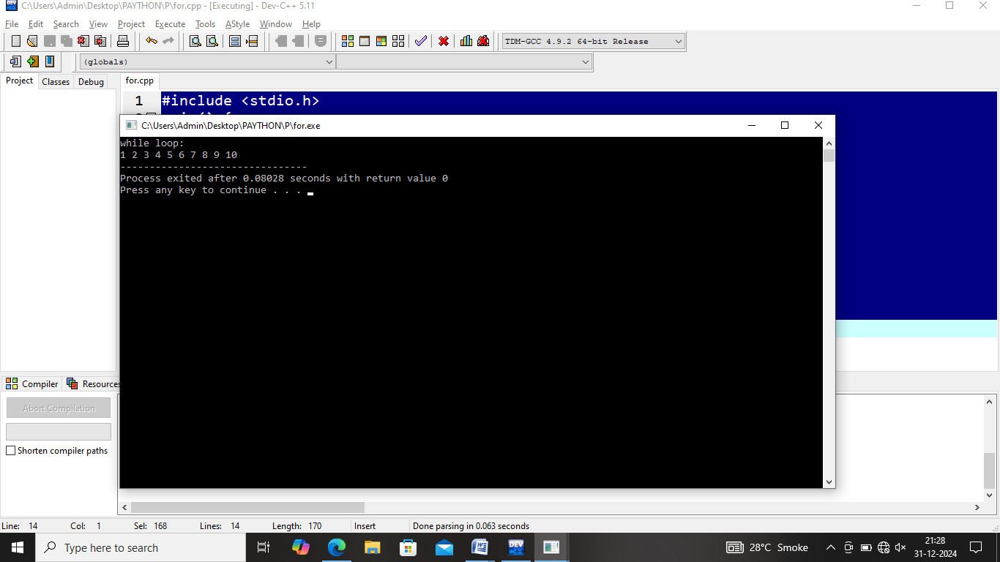 C:\Users\Admin\Desktop\PAYTHON\P\for.cpp - [Executing] - Dev-C++ 5.11
File Edit Search View Project Execute Tools AStyle Window Help
TDM-GCC 4.9.2 64-bit Release
(globals)
Project Classes Debug for.cpp
1 #include <stdio.h>
C:\Users\Admin\Desktop\PAYTHON\P\for.exe
while loop:
1 2 3 4 5 6 7 8 9 10
--------------------------------
Process exited after 0.08028 seconds with return value 0
Press any key to continue . . .
Compiler Resources
Abort Compilation
Shorten compiler paths
Line: 14 Col: 1 Sel: 168 Lines: 14 Length: 170 Insert Done parsing in 0.063 seconds
Type here to search
28°C Smoke
21:28
31-12-2024